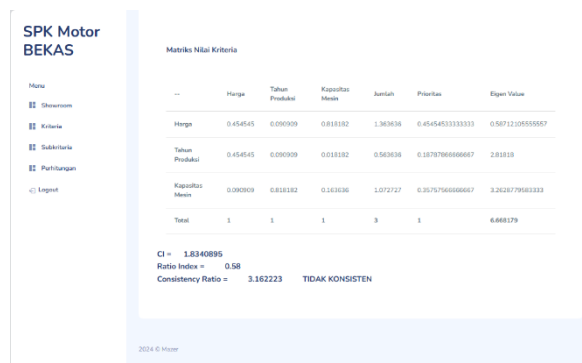 SPK Motor
BEKAS
Menu
Showroom
Kriteria
Subkriteria
Perhitungan
Logout
Matriks Nilai Kriteria
-- Harga Tahun Produksi Kapasitas Mesin Jumlah Prioritas Eigen Value
Harga 0.454545 0.090909 0.818182 1.363636 0.45454533333333 0.58712105555557
Tahun Produksi 0.454545 0.090909 0.018182 0.563636 0.18787866666667 2.81818
Kapasitas Mesin 0.090909 0.818182 0.163636 1.072727 0.35757566666667 3.2628779583333
Total 1 1 1 3 1 6.668179
CI = 1.8340895
Ratio Index = 0.58
Consistency Ratio = 3.162223 TIDAK KONSISTEN
2024 © Mazer